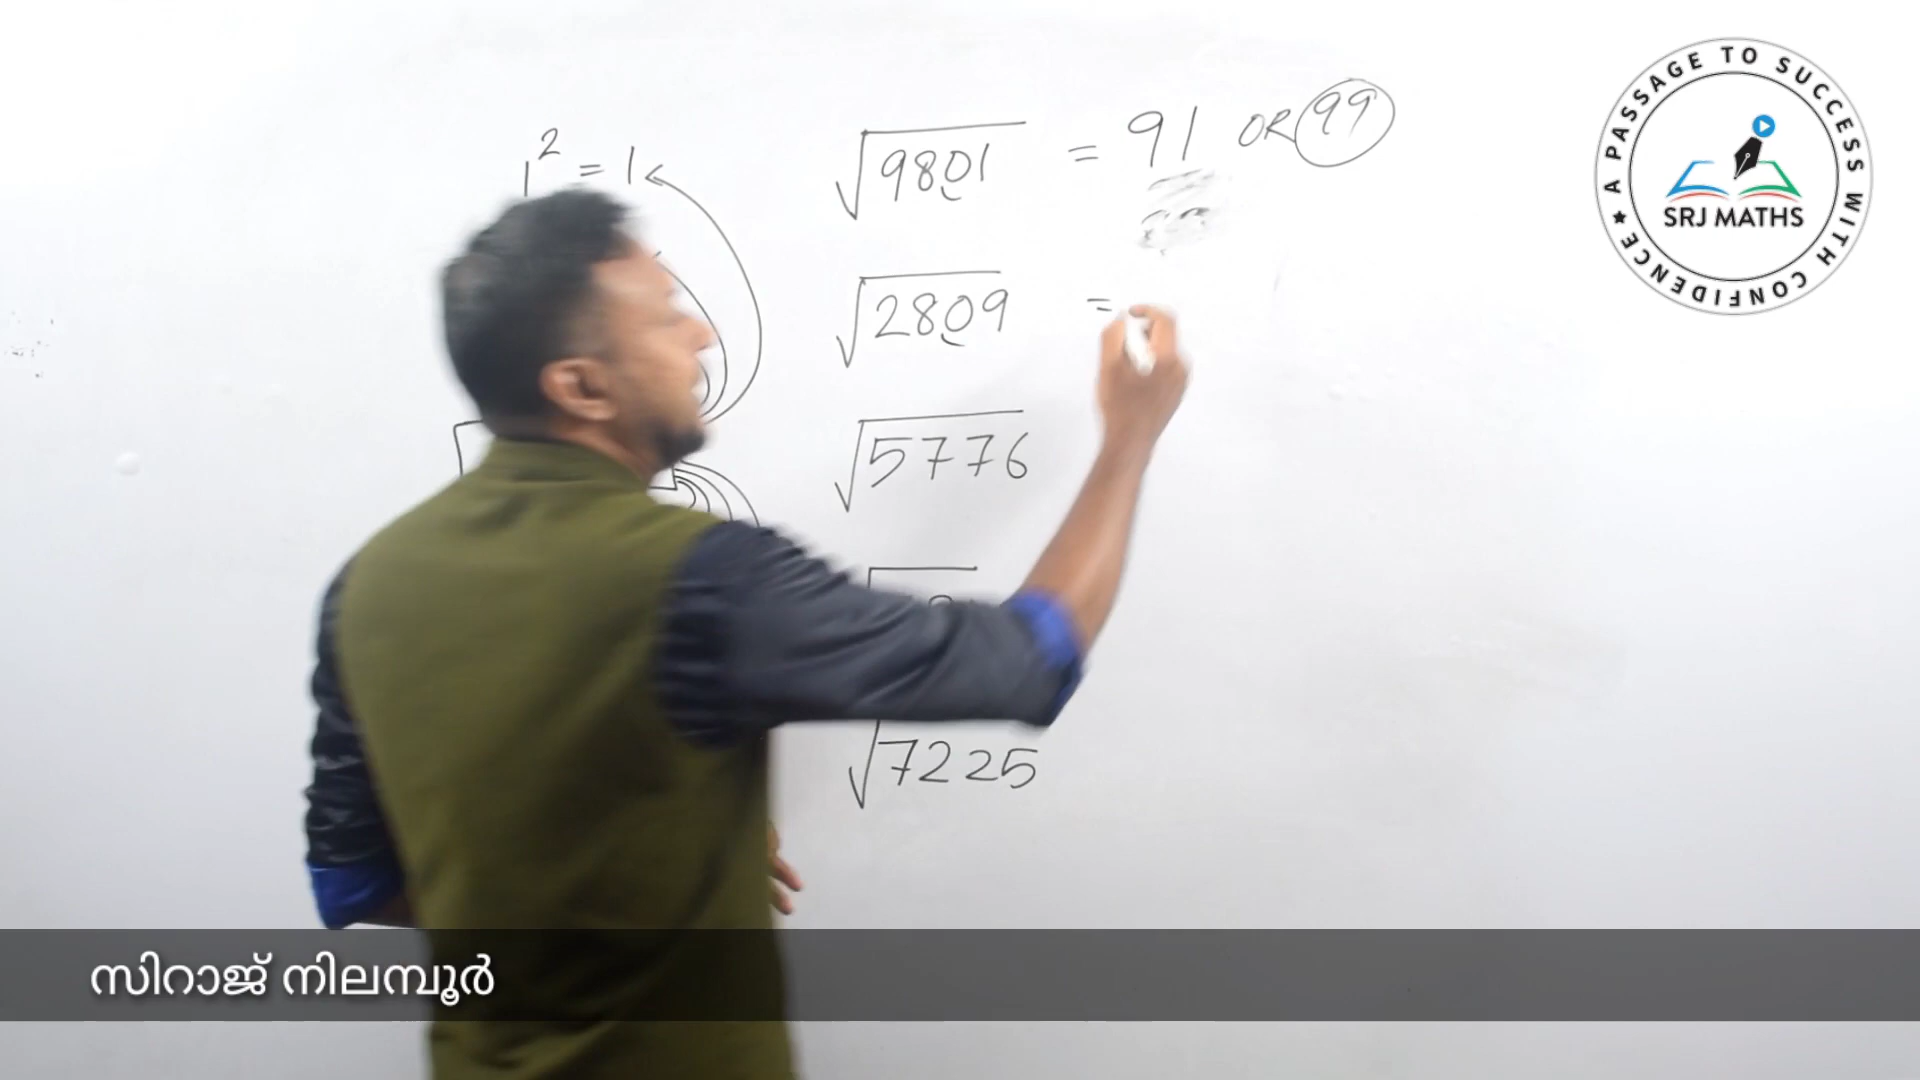 1² = 1
√9801 = 91 OR 99
√2809 =
√5776
√7225
A PASSAGE TO SUCCESS WITH CONFIDENCE
SRJ MATHS
സിറാജ് നിലമ്പൂർ